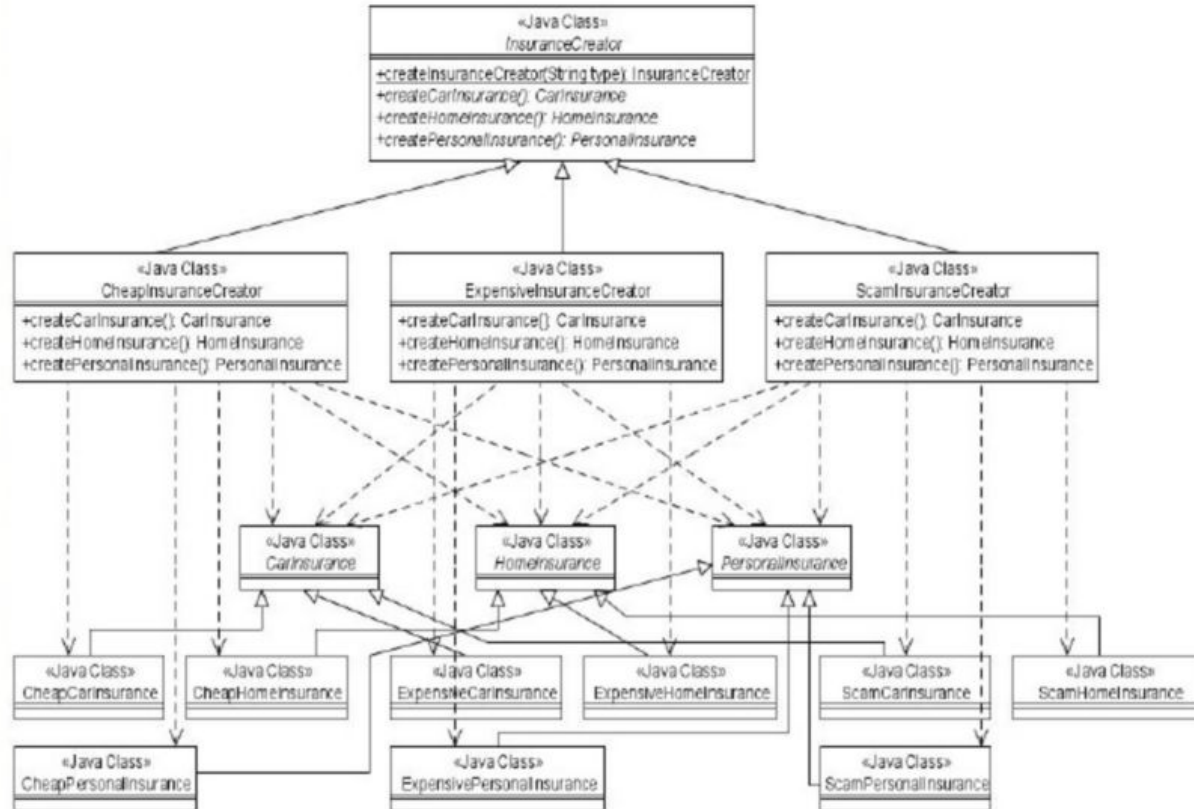 «Java Class»
InsuranceCreator
+createInsuranceCreator(String type): InsuranceCreator
+createCarInsurance(): CarInsurance
+createHomeInsurance(): HomeInsurance
+createPersonalInsurance(): PersonalInsurance
«Java Class»
CheapInsuranceCreator
+createCarInsurance(): CarInsurance
+createHomeInsurance(): HomeInsurance
+createPersonalInsurance(): PersonalInsurance
«Java Class»
ExpensiveInsuranceCreator
+createCarInsurance(): CarInsurance
+createHomeInsurance(): HomeInsurance
+createPersonalInsurance(): PersonalInsurance
«Java Class»
ScamInsuranceCreator
+createCarInsurance(): CarInsurance
+createHomeInsurance(): HomeInsurance
+createPersonalInsurance(): PersonalInsurance
«Java Class»
CarInsurance
«Java Class»
HomeInsurance
«Java Class»
PersonalInsurance
«Java Class»
CheapCarInsurance
«Java Class»
CheapHomeInsurance
«Java Class»
ExpensiveCarInsurance
«Java Class»
ExpensiveHomeInsurance
«Java Class»
ScamCarInsurance
«Java Class»
ScamHomeInsurance
«Java Class»
CheapPersonalInsurance
«Java Class»
ExpensivePersonalInsurance
«Java Class»
ScamPersonalInsurance